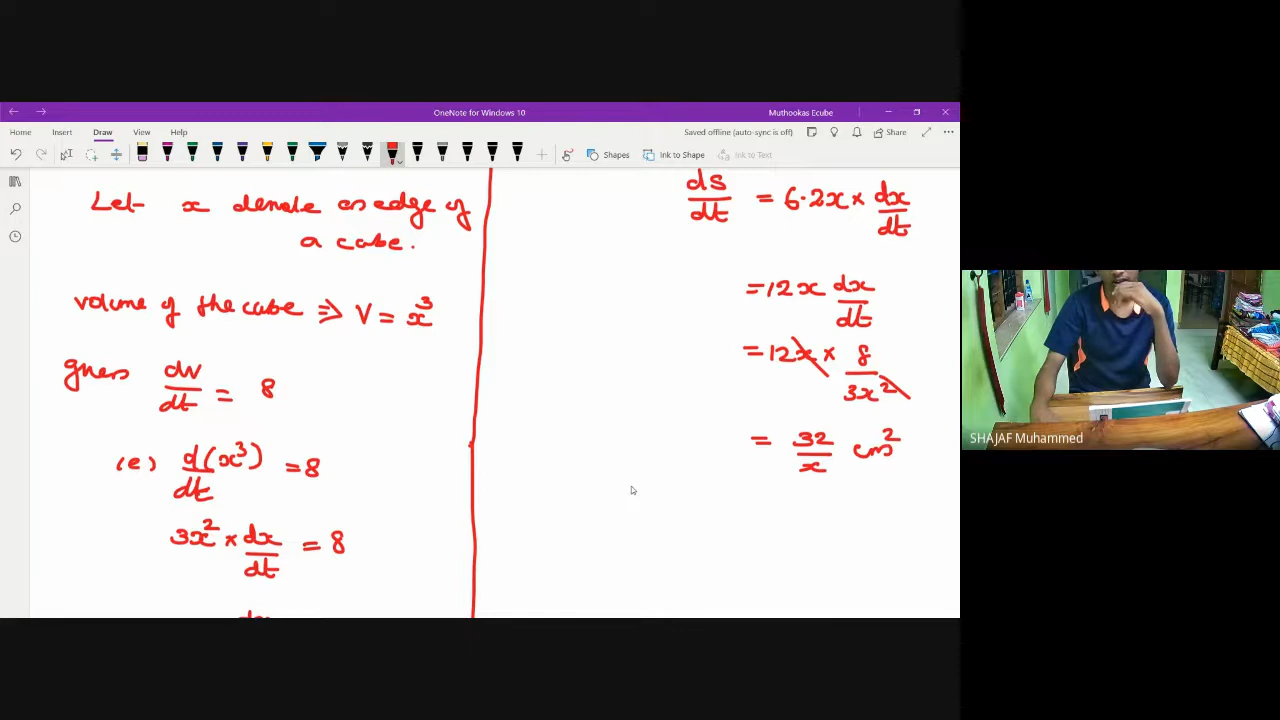 OneNote for Windows 10
Muthookas Ecube
Home Insert Draw View Help
Saved offline (auto-sync is off)
Share
Shapes
Ink to Shape
Ink to Text
Let x denote as edge of
a cube.
volume of the cube ⇒ V = x³
dv/dt = 8
(e) d(x³)/dt = 8
3x² × dx/dt = 8
dx
ds/dt = 6·2x × dx/dt
= 12x dx/dt
= 12x × 8/3x²
= 32/x cm²
SHAJAF Muhammed